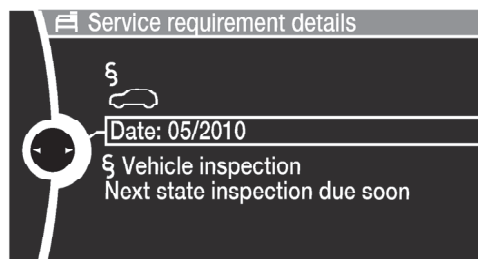 Service requirement details
§
Date: 05/2010
§ Vehicle inspection
Next state inspection due soon